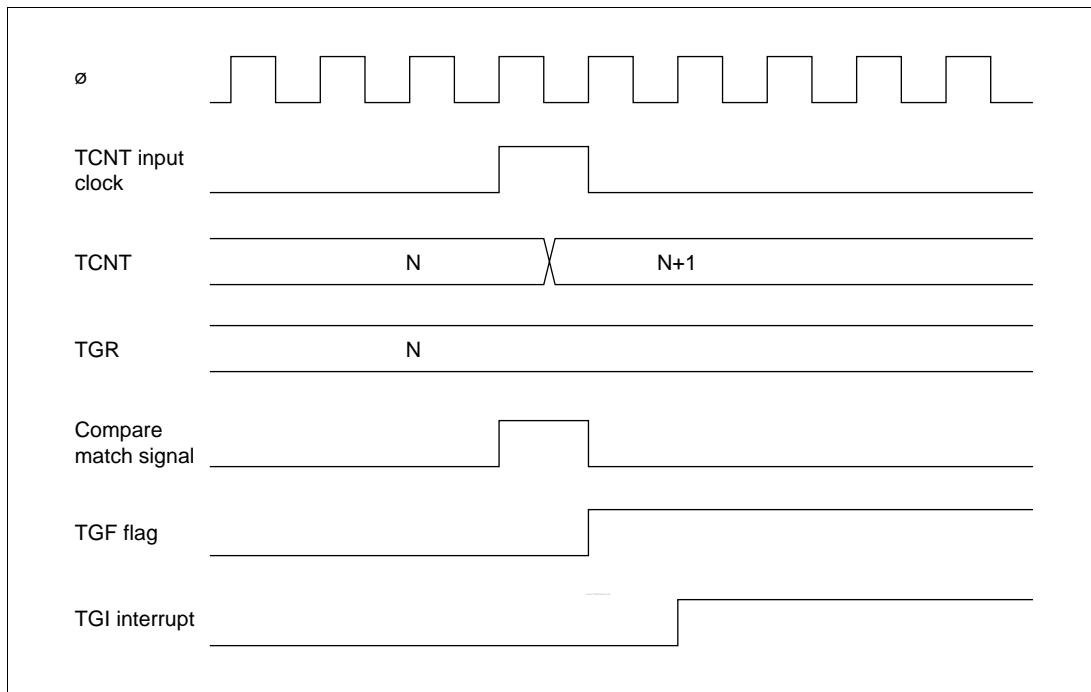 ø
TCNT input
clock
TCNT
N
N+1
TGR
N
Compare
match signal
TGF flag
TGI interrupt